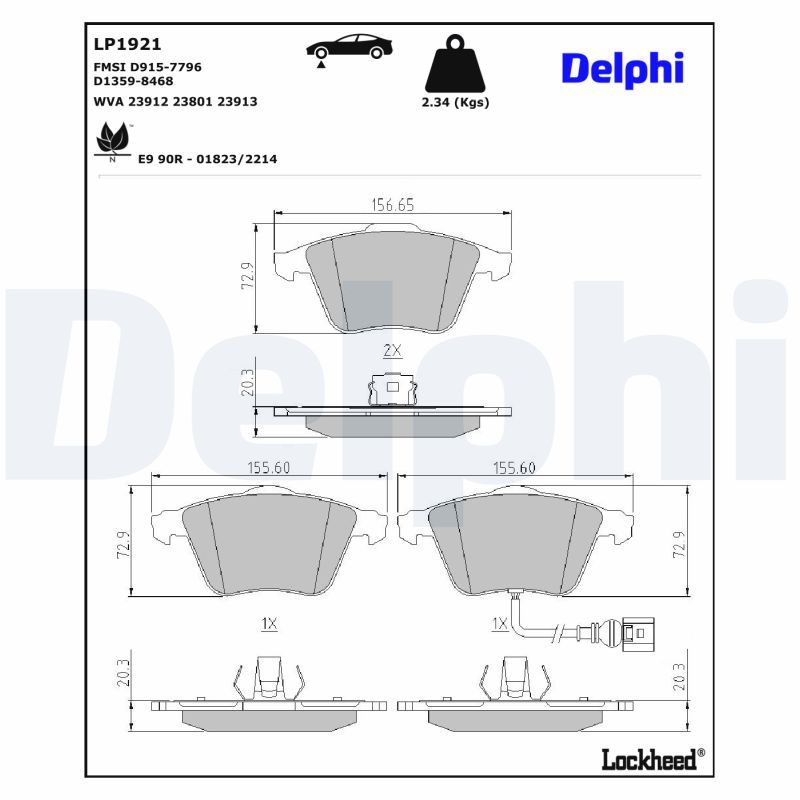 LP1921
FMSI D915-7796
D1359-8468
WVA 23912 23801 23913
2.34 (Kgs)
Delphi
™
N
E9 90R - 01823/2214
156.65
72.9
2X
20.3
Delphi
155.60
155.60
72.9
72.9
1X
1X
20.3
20.3
Lockheed®